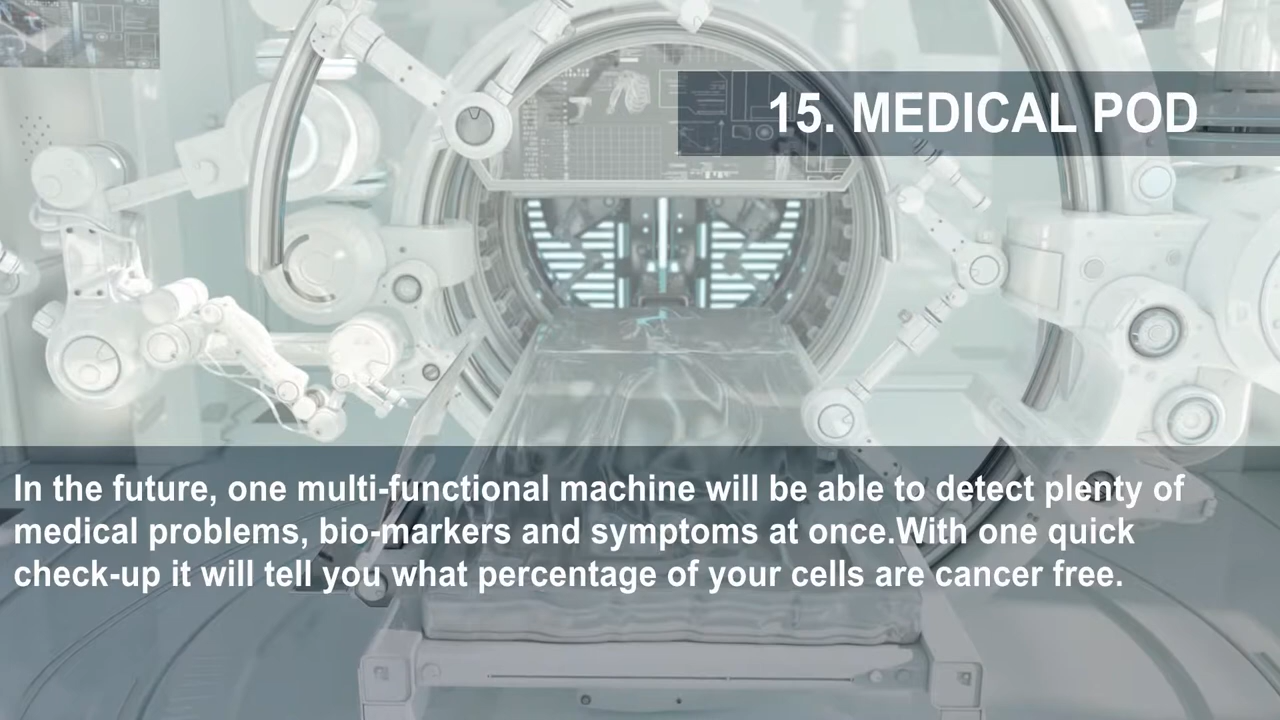 15. MEDICAL POD
In the future, one multi-functional machine will be able to detect plenty of
medical problems, bio-markers and symptoms at once.With one quick
check-up it will tell you what percentage of your cells are cancer free.